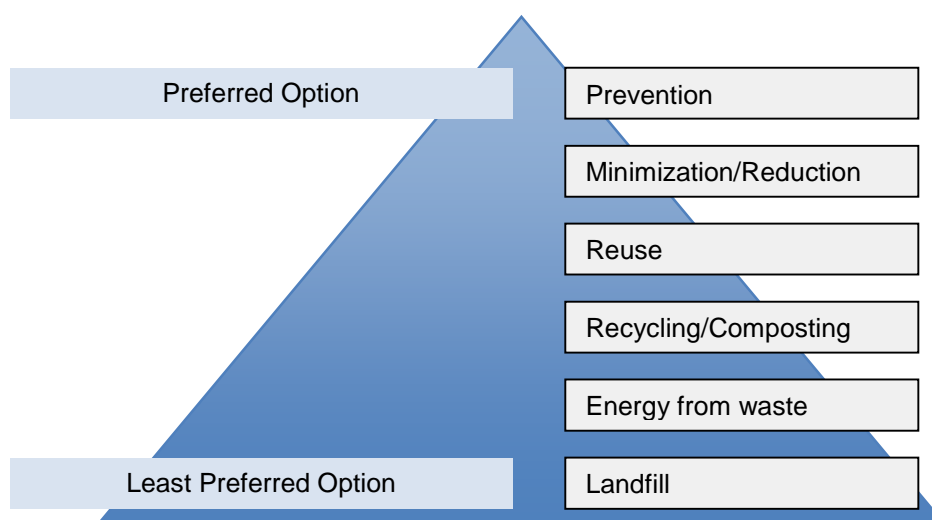 Preferred Option
Prevention
Minimization/Reduction
Reuse
Recycling/Composting
Energy from waste
Least Preferred Option
Landfill